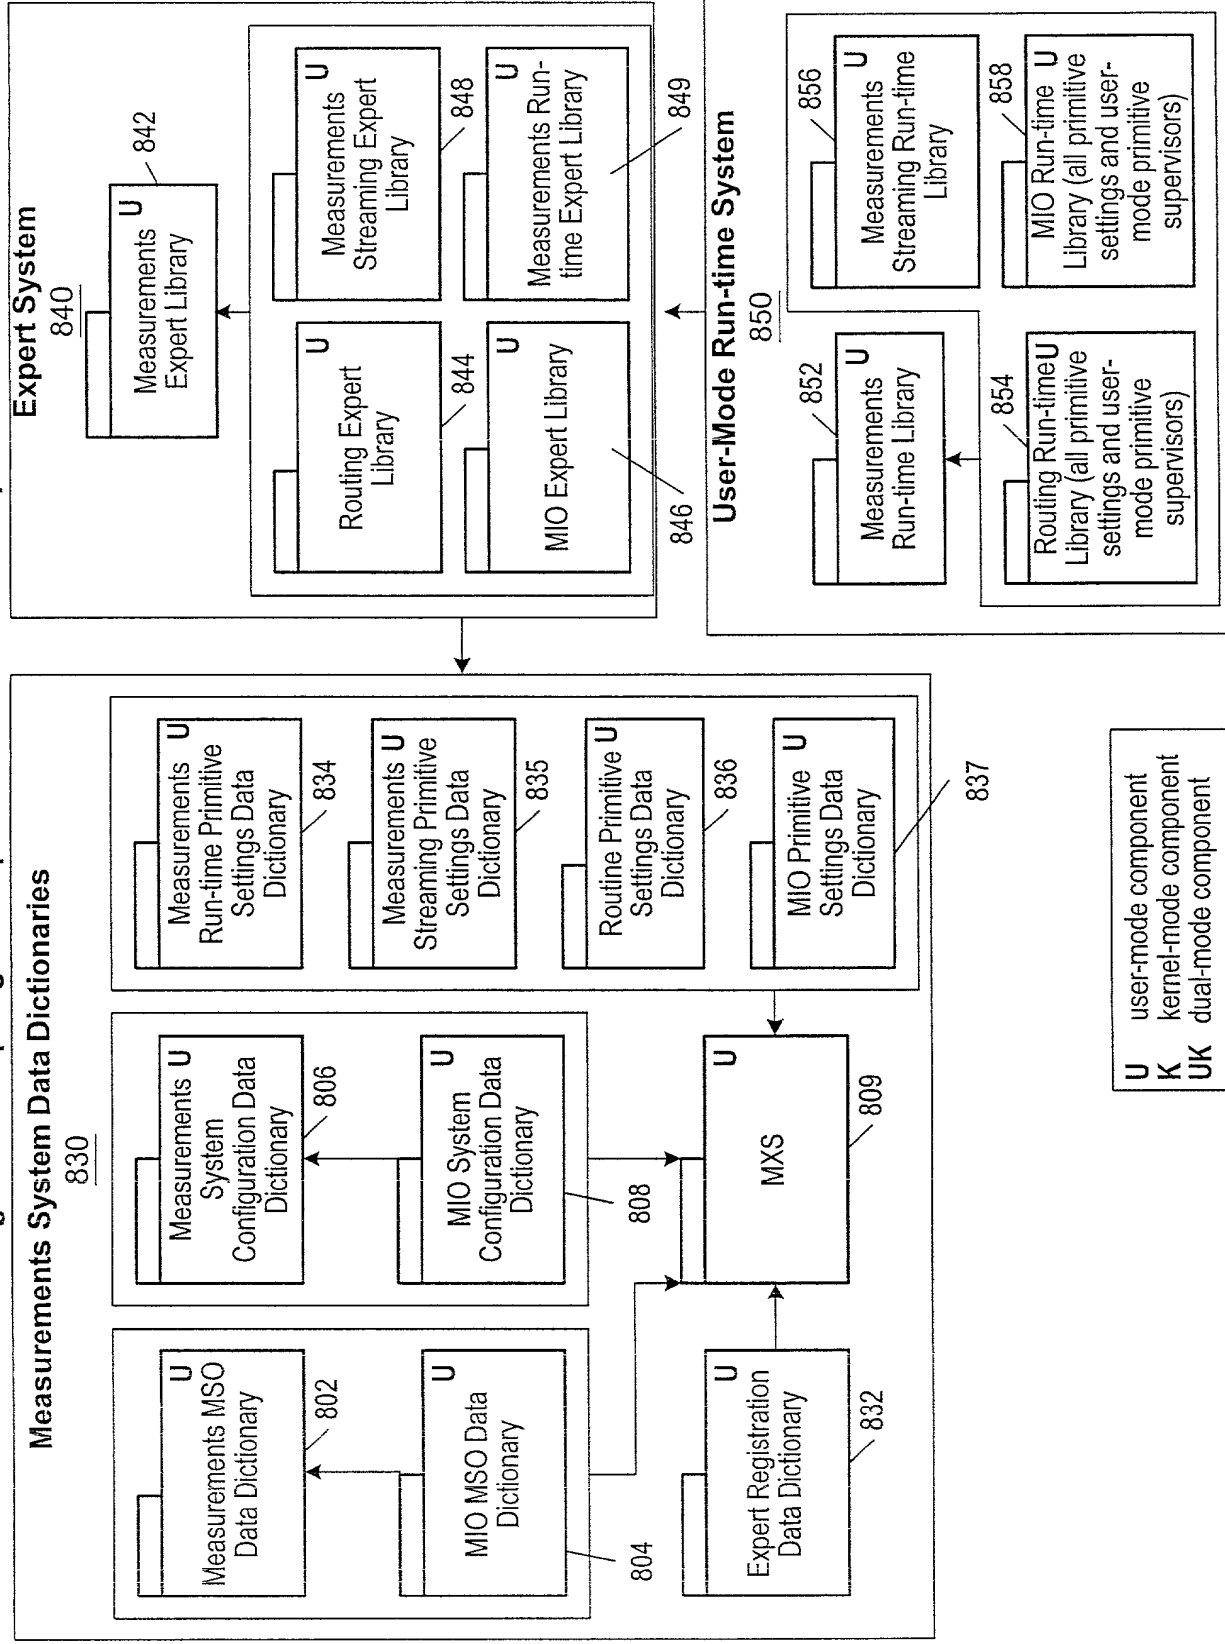 Measurements System Data Dictionaries
830
U
Measurements MSO
Data Dictionary
802
U
MIO MSO Data
Dictionary
804
U
Expert Registration
Data Dictionary
832
Measurements U
System
Configuration Data
Dictionary
806
U
MIO System
Configuration Data
Dictionary
808
U
MXS
809
Measurements U
Run-time Primitive
Settings Data
Dictionary
834
Measurements U
Streaming Primitive
Settings Data
Dictionary
835
Routine Primitive U
Settings Data
Dictionary
836
MIO Primitive U
Settings Data
Dictionary
837
Expert System
840
U
Measurements
Expert Library
842
U
Routing Expert
Library
844
U
MIO Expert Library
846
U
Measurements
Streaming Expert
Library
848
U
Measurements Run-
time Expert Library
849
User-Mode Run-time System
850
U
Measurements
Run-time Library
852
Routing Run-time U
Library (all primitive
settings and user-
mode primitive
supervisors)
854
U
Measurements
Streaming Run-time
Library
856
MIO Run-time U
Library (all primitive
settings and user-
mode primitive
supervisors)
858
U user-mode component
K kernel-mode component
UK dual-mode component